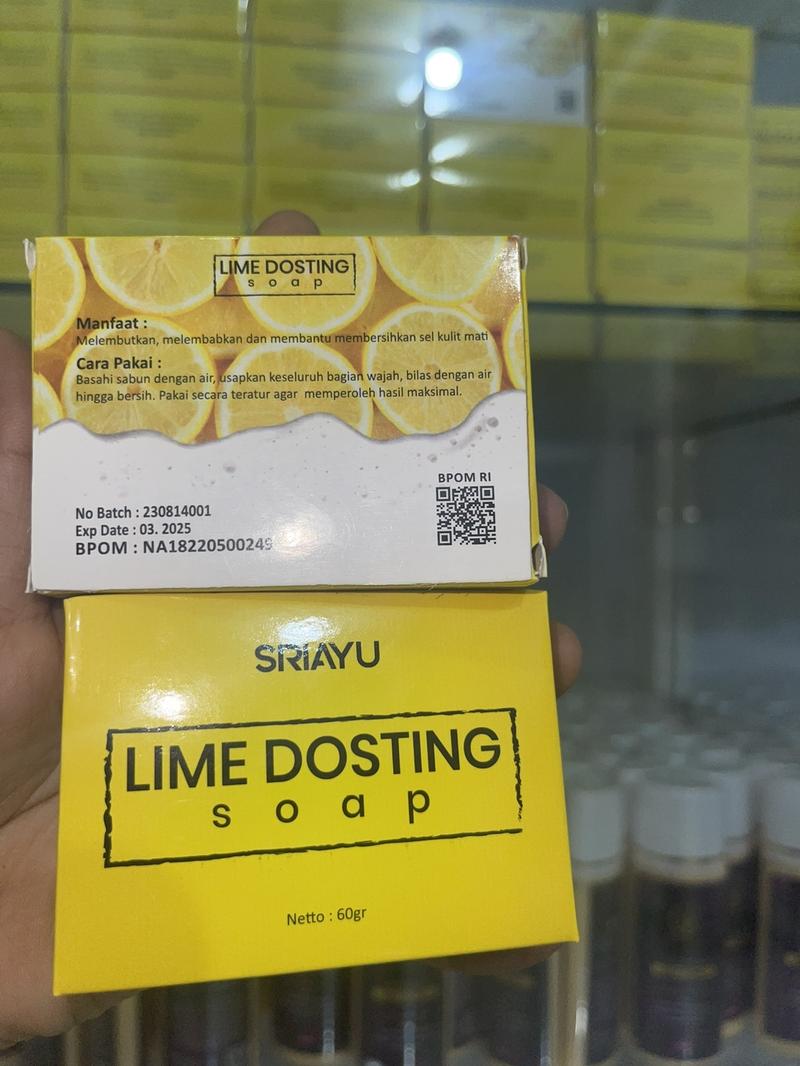 LIME DOSTING
soap
Manfaat :
Melembutkan, melembabkan dan membantu membersihkan sel kulit mati
Cara Pakai :
Basahi sabun dengan air, usapkan keseluruh bagian wajah, bilas dengan air
hingga bersih. Pakai secara teratur agar memperoleh hasil maksimal.
BPOM RI
No Batch : 230814001
Exp Date : 03. 2025
BPOM : NA18220500249
SRIAYU
LIME DOSTING
soap
Netto : 60gr